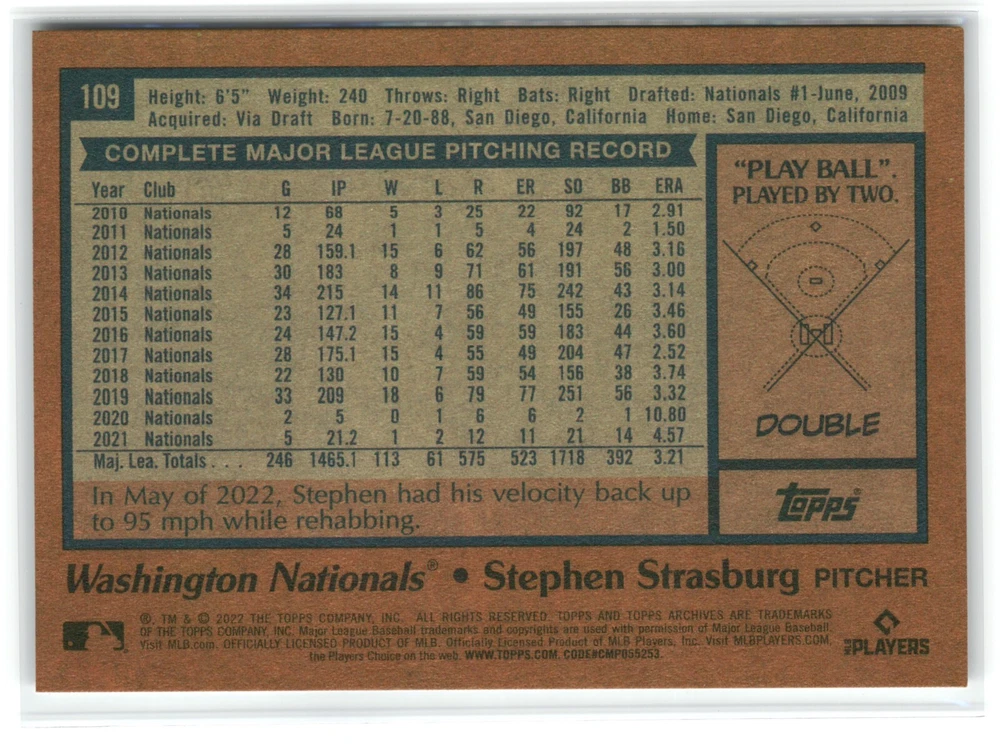 109
Height: 6'5" Weight: 240 Throws: Right Bats: Right Drafted: Nationals #1-June, 2009
Acquired: Via Draft Born: 7-20-88, San Diego, California Home: San Diego, California
COMPLETE MAJOR LEAGUE PITCHING RECORD
Year Club G IP W L R ER SO BB ERA
2010 Nationals 12 68 5 3 25 22 92 17 2.91
2011 Nationals 5 24 1 1 5 4 24 2 1.50
2012 Nationals 28 159.1 15 6 62 56 197 48 3.16
2013 Nationals 30 183 8 9 71 61 191 56 3.00
2014 Nationals 34 215 14 11 86 75 242 43 3.14
2015 Nationals 23 127.1 11 7 56 49 155 26 3.46
2016 Nationals 24 147.2 15 4 59 59 183 44 3.60
2017 Nationals 28 175.1 15 4 55 49 204 47 2.52
2018 Nationals 22 130 10 7 59 54 156 38 3.74
2019 Nationals 33 209 18 6 79 77 251 56 3.32
2020 Nationals 2 5 0 1 6 6 2 1 10.80
2021 Nationals 5 21.2 1 2 12 11 21 14 4.57
Maj. Lea. Totals . . . 246 1465.1 113 61 575 523 1718 392 3.21
In May of 2022, Stephen had his velocity back up
to 95 mph while rehabbing.
"PLAY BALL".
PLAYED BY TWO.
DOUBLE
Topps®
Washington Nationals® • Stephen Strasburg PITCHER
®, TM & © 2022 THE TOPPS COMPANY, INC. ALL RIGHTS RESERVED. TOPPS AND TOPPS ARCHIVES ARE TRADEMARKS
OF THE TOPPS COMPANY, INC. Major League Baseball trademarks and copyrights are used with permission of Major League Baseball.
Visit MLB.com. OFFICIALLY LICENSED PRODUCT OF MLB. Officially Licensed Product of MLB Players, Inc. Visit MLBPLAYERS.COM,
the Players Choice on the web. WWW.TOPPS.COM. CODE#CMP055253.
MLB PLAYERS